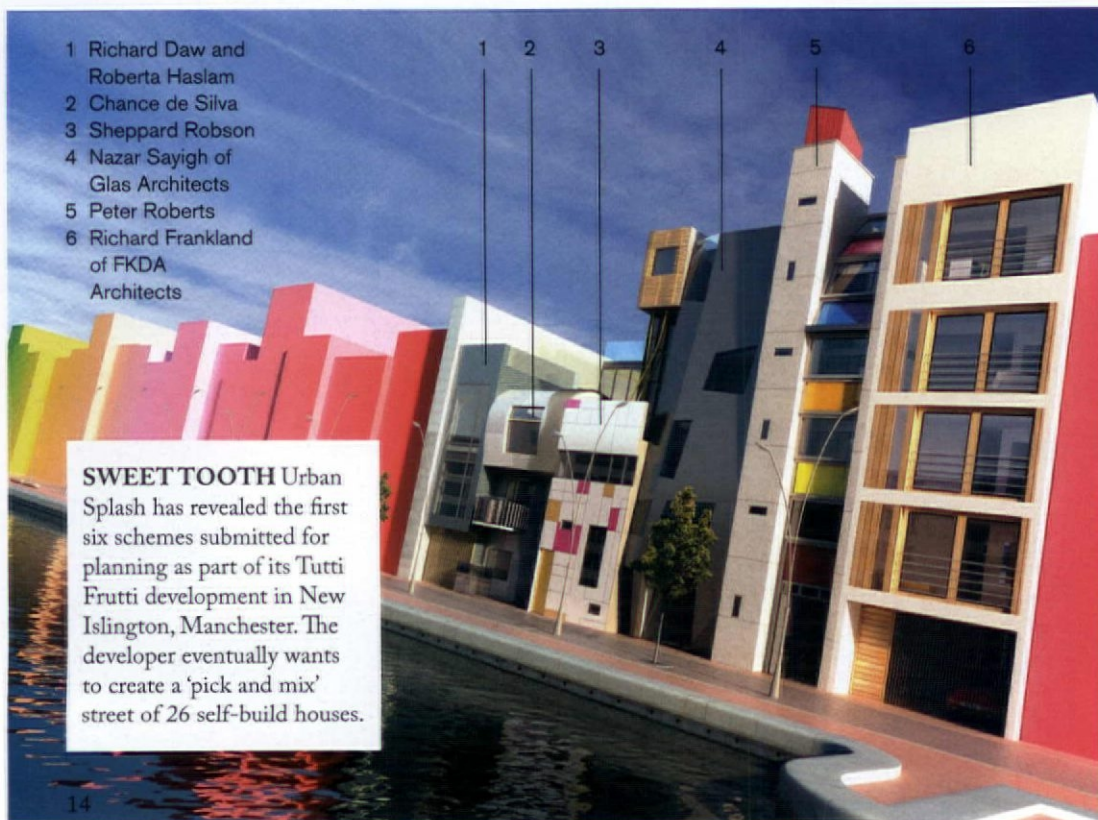 1 Richard Daw and
Roberta Haslam
2 Chance de Silva
3 Sheppard Robson
4 Nazar Sayigh of
Glas Architects
5 Peter Roberts
6 Richard Frankland
of FKDA
Architects
1 2 3 4 5 6
SWEET TOOTH Urban
Splash has revealed the first
six schemes submitted for
planning as part of its Tutti
Frutti development in New
Islington, Manchester. The
developer eventually wants
to create a ‘pick and mix’
street of 26 self-build houses.
14